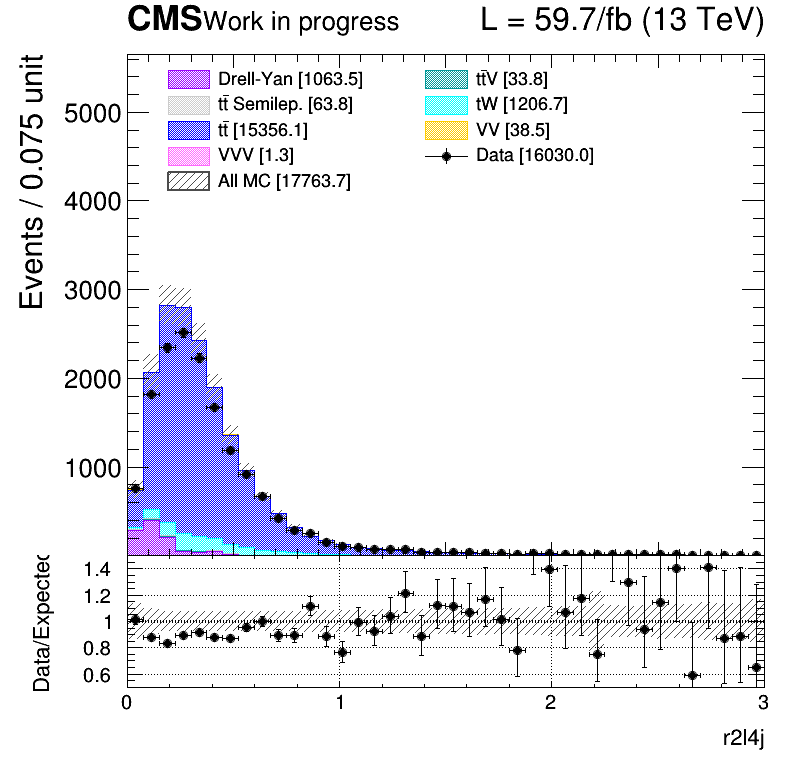 CMS Work in progress L = 59.7/fb (13 TeV)
Events / 0.075 unit
5000
4000
3000
2000
1000
Drell-Yan [1063.5]
tt̄ Semilep. [63.8]
tt̄ [15356.1]
VVV [1.3]
All MC [17763.7]
tt̄V [33.8]
tW [1206.7]
VV [38.5]
Data [16030.0]
Data/Expected
1.4
1.2
1
0.8
0.6
0 1 2 3
r2l4j